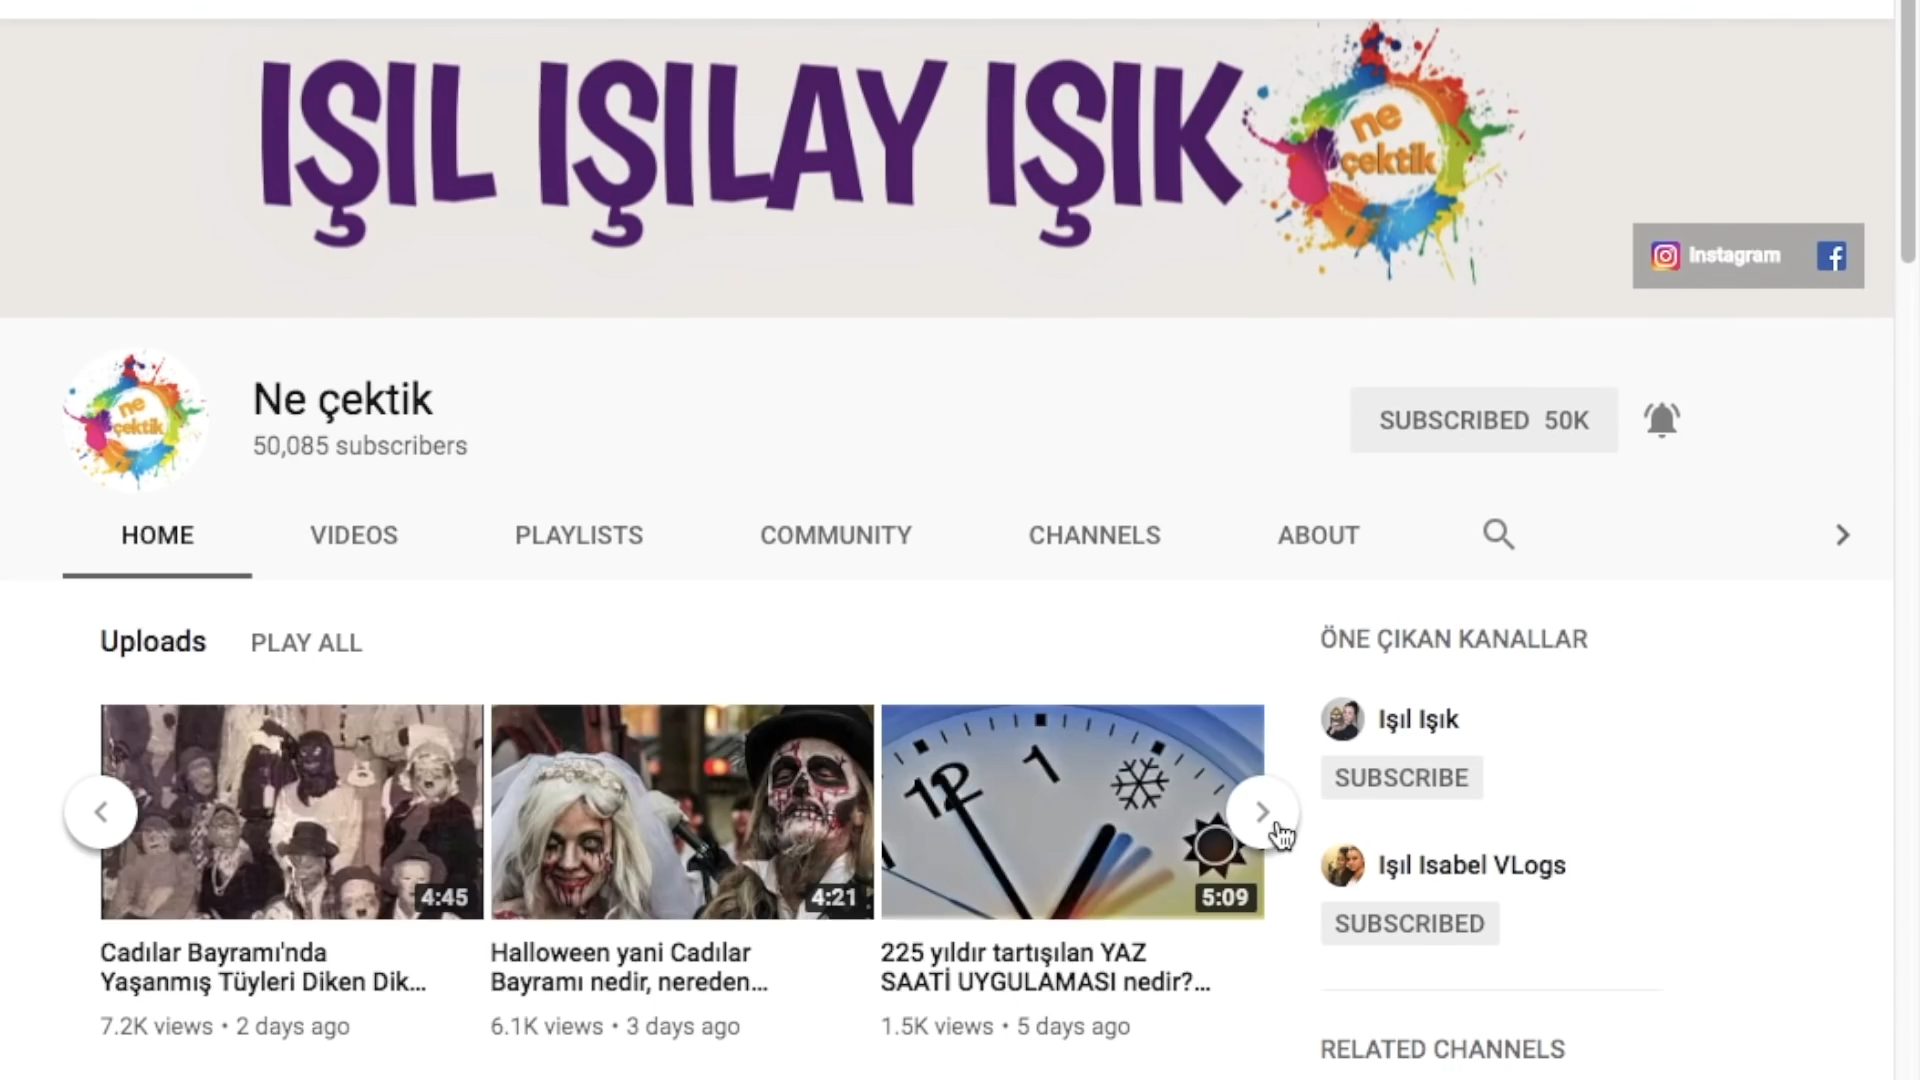 IŞIL IŞILAY IŞIK
ne
çektik
Instagram
ne
çektik
Ne çektik
50,085 subscribers
SUBSCRIBED 50K
HOME VIDEOS PLAYLISTS COMMUNITY CHANNELS ABOUT
Uploads PLAY ALL
4:45
4:21
12 1
5:09
Cadılar Bayramı'nda
Yaşanmış Tüyleri Diken Dik...
7.2K views • 2 days ago
Halloween yani Cadılar
Bayramı nedir, nereden...
6.1K views • 3 days ago
225 yıldır tartışılan YAZ
SAATİ UYGULAMASI nedir?...
1.5K views • 5 days ago
ÖNE ÇIKAN KANALLAR
Işıl Işık
SUBSCRIBE
Işıl Isabel VLogs
SUBSCRIBED
RELATED CHANNELS